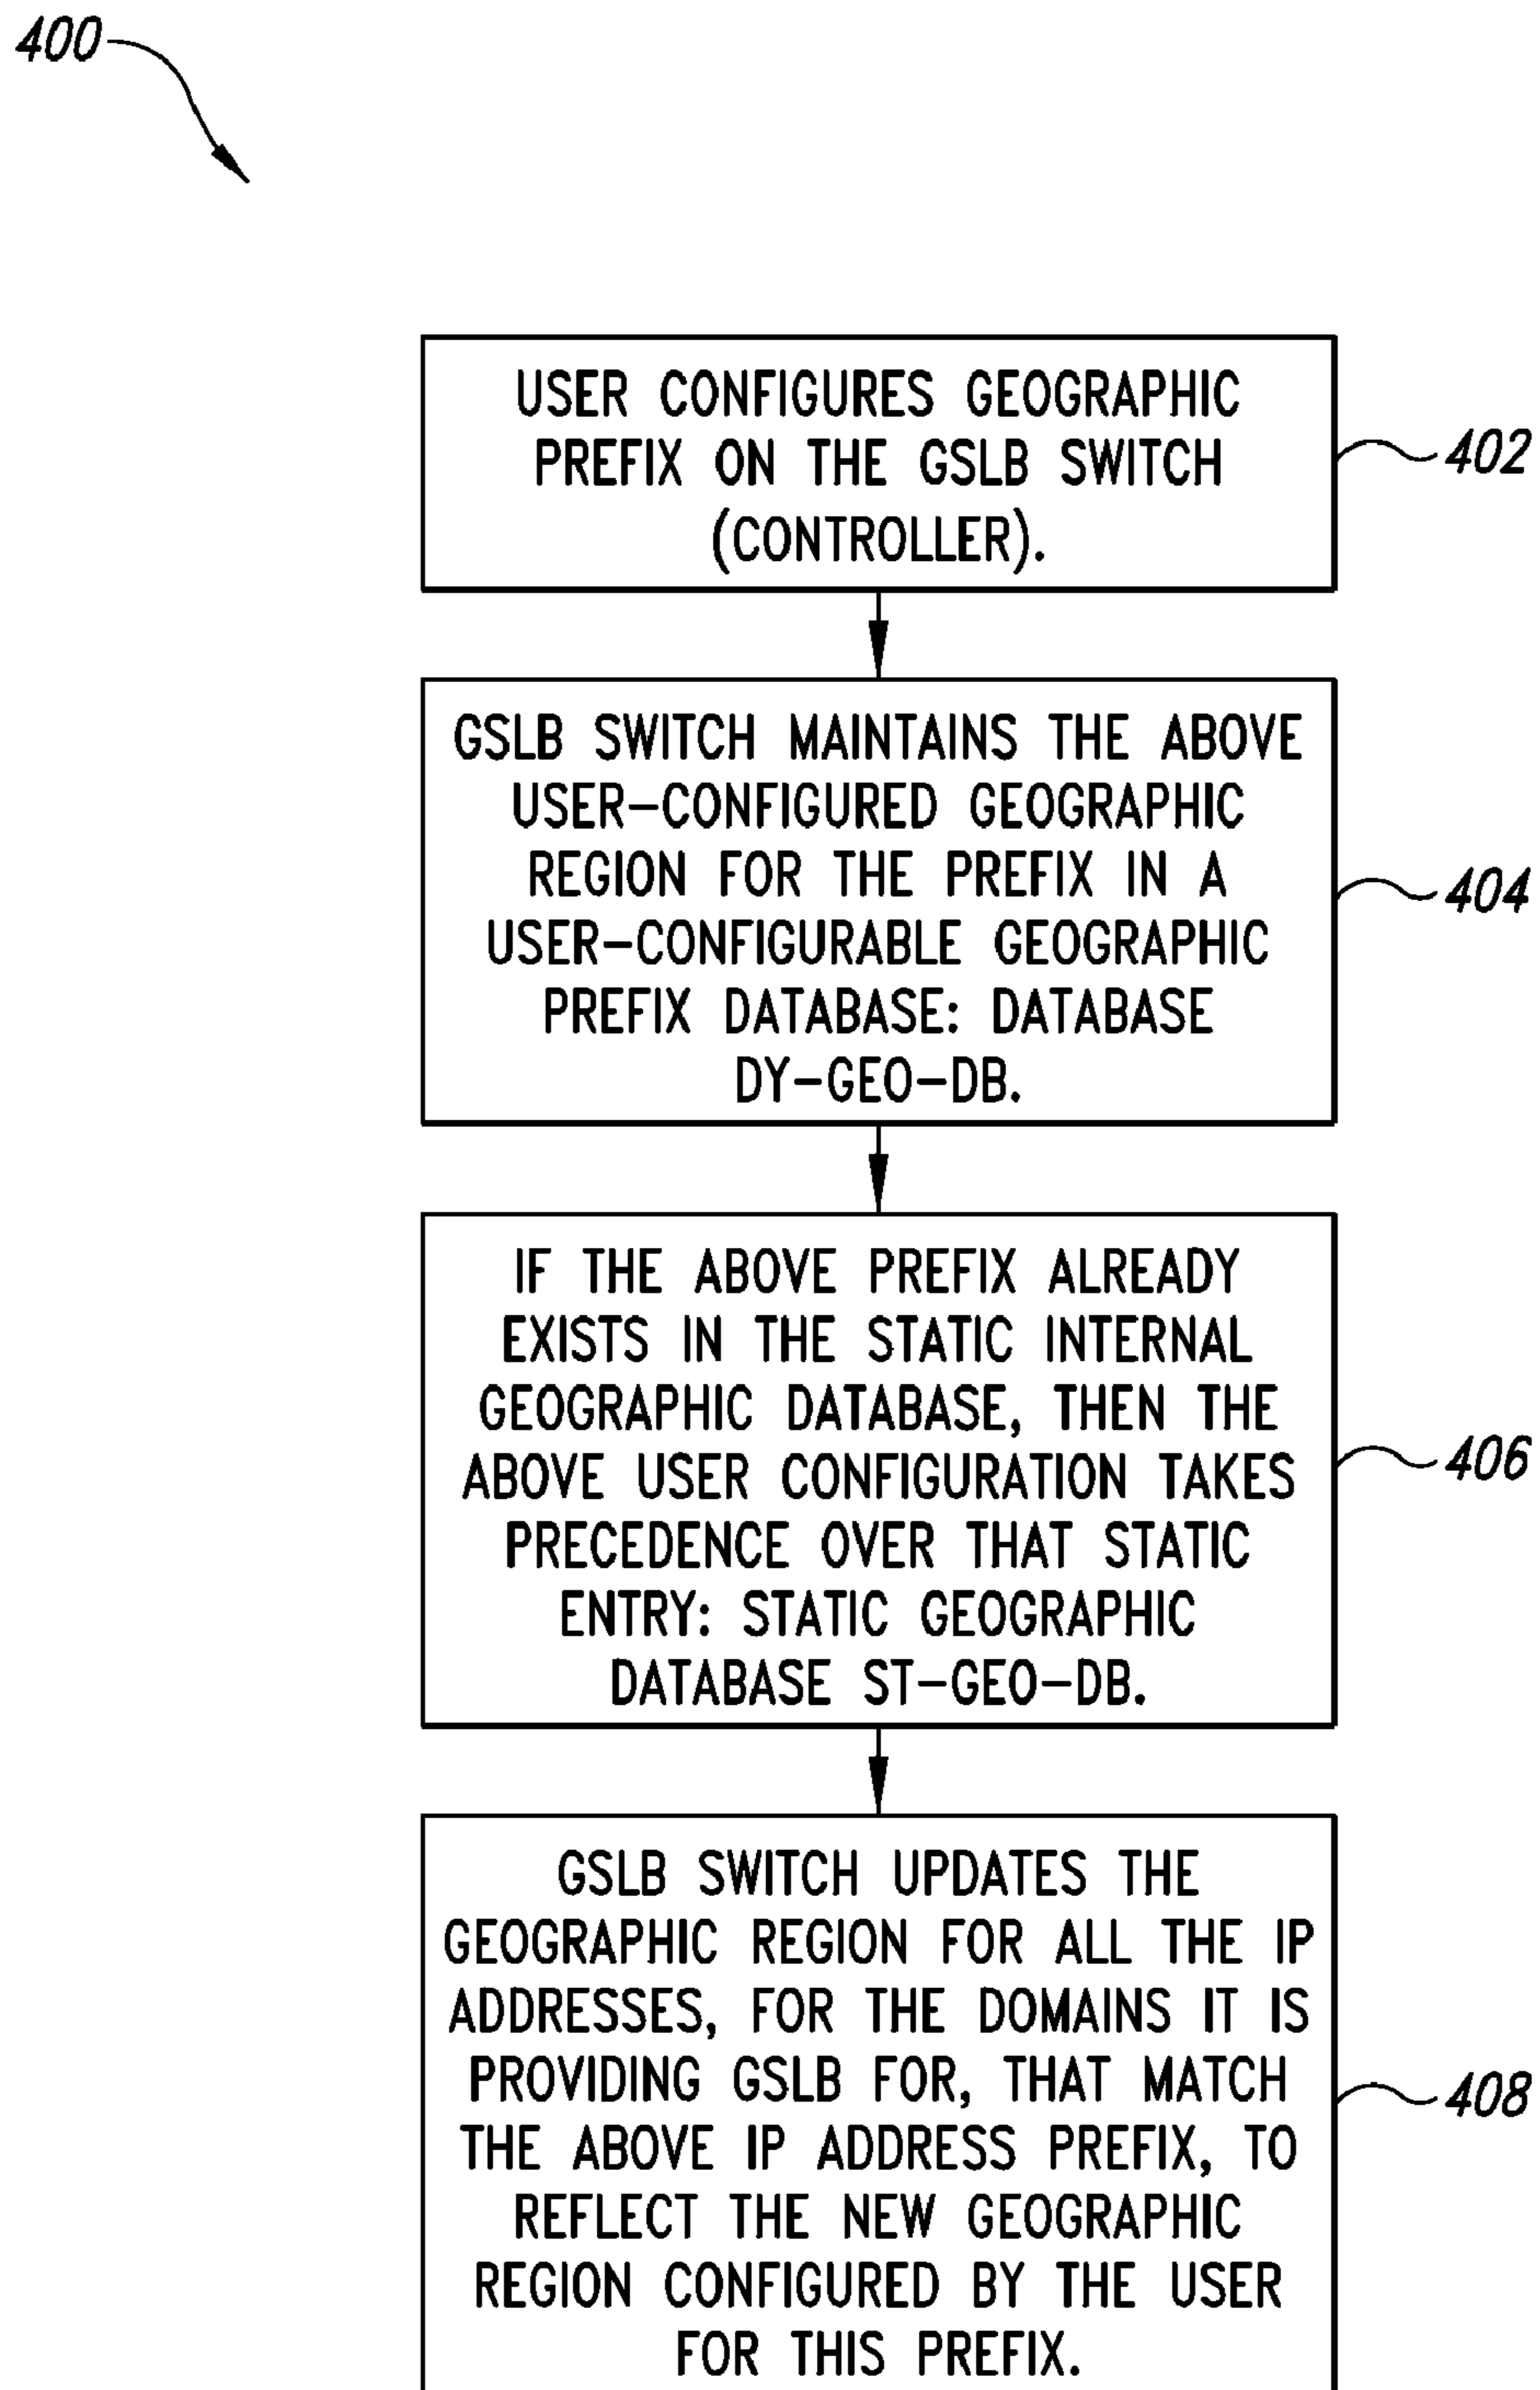 400
USER CONFIGURES GEOGRAPHIC
PREFIX ON THE GSLB SWITCH
(CONTROLLER).
402
GSLB SWITCH MAINTAINS THE ABOVE
USER-CONFIGURED GEOGRAPHIC
REGION FOR THE PREFIX IN A
USER-CONFIGURABLE GEOGRAPHIC
PREFIX DATABASE: DATABASE
DY-GEO-DB.
404
IF THE ABOVE PREFIX ALREADY
EXISTS IN THE STATIC INTERNAL
GEOGRAPHIC DATABASE, THEN THE
ABOVE USER CONFIGURATION TAKES
PRECEDENCE OVER THAT STATIC
ENTRY: STATIC GEOGRAPHIC
DATABASE ST-GEO-DB.
406
GSLB SWITCH UPDATES THE
GEOGRAPHIC REGION FOR ALL THE IP
ADDRESSES, FOR THE DOMAINS IT IS
PROVIDING GSLB FOR, THAT MATCH
THE ABOVE IP ADDRESS PREFIX, TO
REFLECT THE NEW GEOGRAPHIC
REGION CONFIGURED BY THE USER
FOR THIS PREFIX.
408